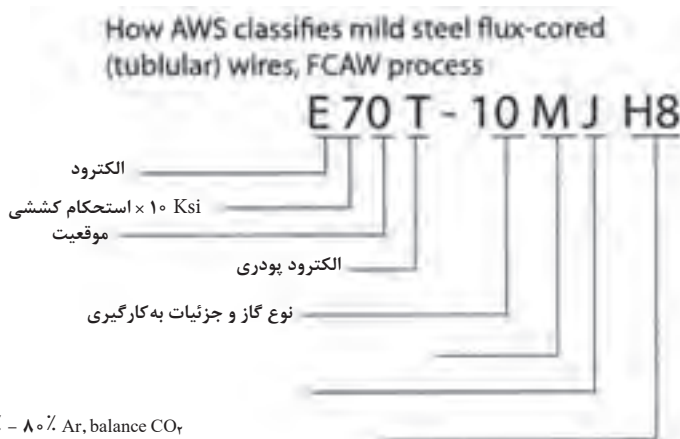 How AWS classifies mild steel flux-cored
(tublular) wires, FCAW process
E 70 T - 10 M J H8
الکترود
استحکام کششی × ۱۰ Ksi
موقعیت
الکترود پودری
نوع گاز و جزئیات به‌کارگیری
٪ – ۸۰٪ Ar, balance CO₂